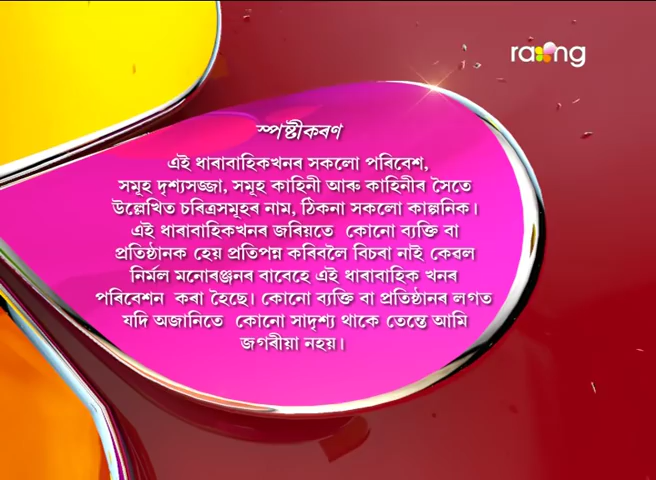 rang
স্পষ্টীকৰণ
এই ধাৰাবাহিকখনৰ সকলো পৰিবেশ,
সমূহ দৃশ্যসজ্জা, সমূহ কাহিনী আৰু কাহিনীৰ সৈতে
উল্লেখিত চৰিত্ৰসমূহৰ নাম, ঠিকনা সকলো কাল্পনিক।
এই ধাৰাবাহিকখনৰ জৰিয়তে কোনো ব্যক্তি বা
প্ৰতিষ্ঠানক হেয় প্ৰতিপন্ন কৰিবলৈ বিচৰা নাই কেৱল
নিৰ্মল মনোৰঞ্জনৰ বাবেহে এই ধাৰাবাহিক খনৰ
পৰিবেশন কৰা হৈছে। কোনো ব্যক্তি বা প্ৰতিষ্ঠানৰ লগত
যদি অজানিতে কোনো সাদৃশ্য থাকে তেন্তে আমি
জগৰীয়া নহয়।